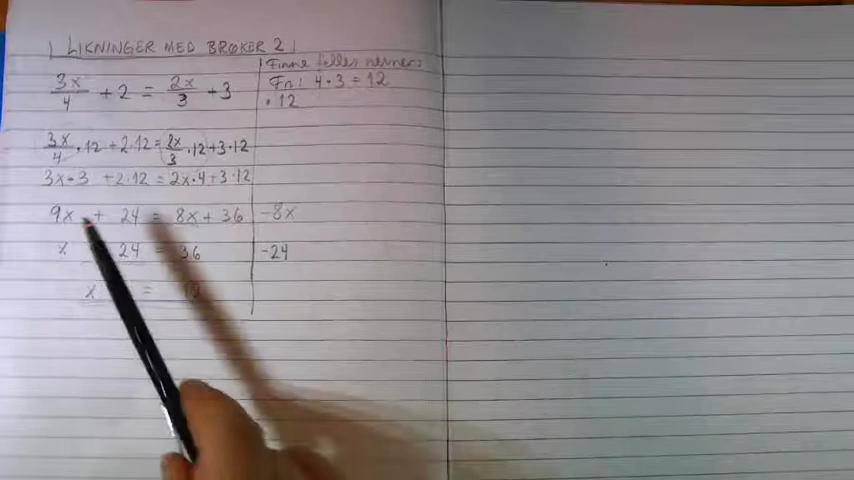 LIKNINGER MED BRØKER 2
Finne felles nevner:
3x/4 + 2 = 2x/3 + 3
Fn: 4·3 = 12
·12
3x/4 ·12 + 2·12 = 2x/3 ·12 + 3·12
3x·3 + 2·12 = 2x·4 + 3·12
9x + 24 = 8x + 36 -8x
x 24 = 36 -24
x = 12